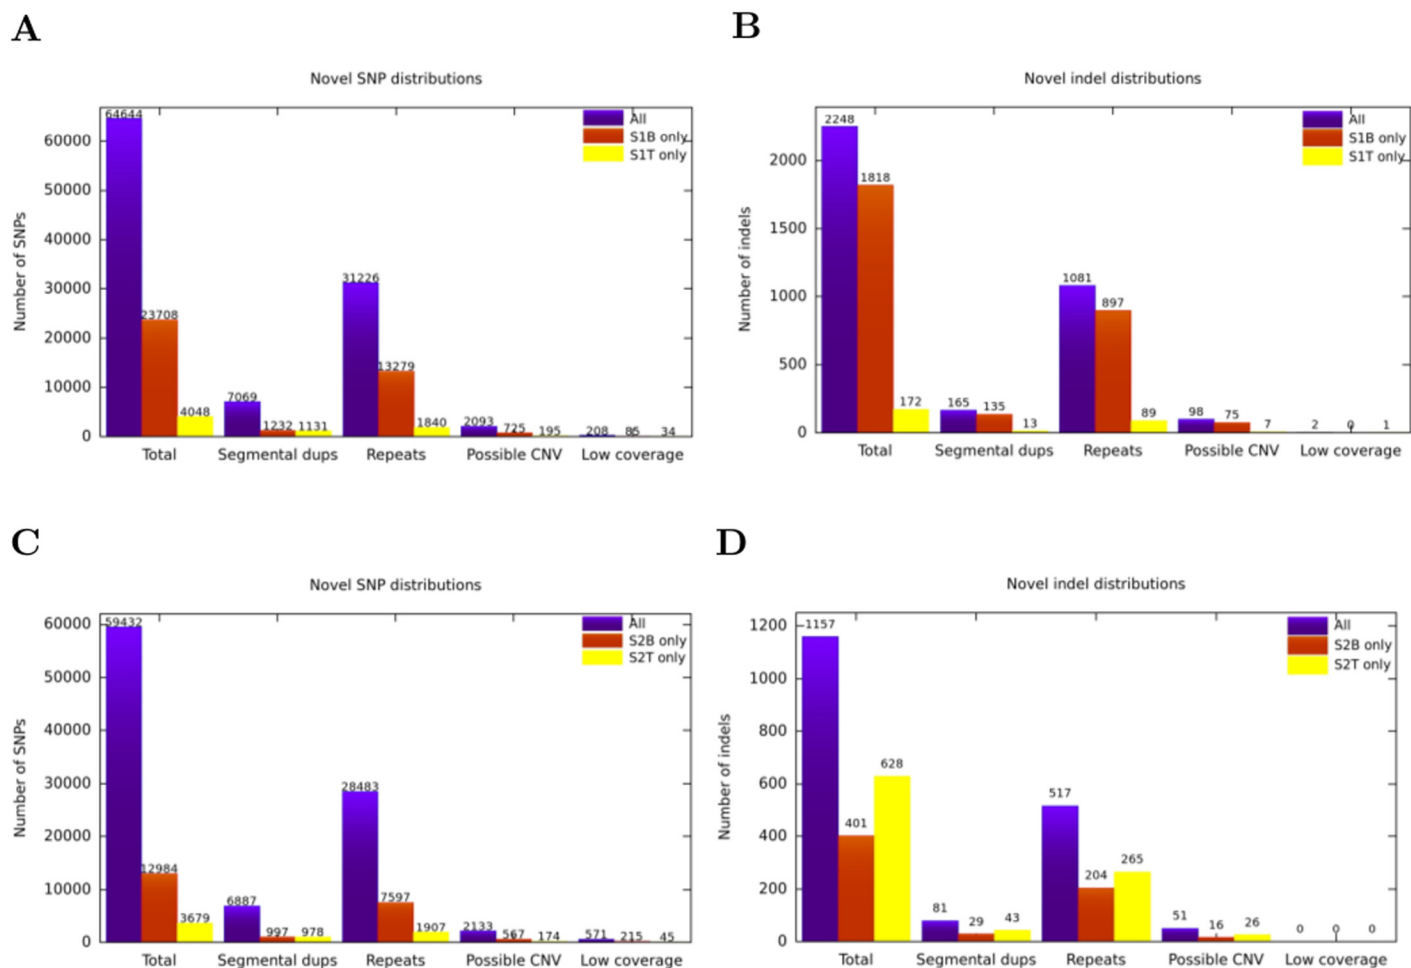 A
Novel SNP distributions
All
S1B only
S1T only
Number of SNPs
60000
50000
40000
30000
20000
10000
0
64644
23708
4048
7069
1232
1131
31226
13279
1840
2093
725
195
208
85
34
Total
Segmental dups
Repeats
Possible CNV
Low coverage
B
Novel indel distributions
All
S1B only
S1T only
Number of indels
2000
1500
1000
500
0
2248
1818
172
165
135
13
1081
897
89
98
75
7
2
0
1
Total
Segmental dups
Repeats
Possible CNV
Low coverage
C
Novel SNP distributions
All
S2B only
S2T only
Number of SNPs
60000
50000
40000
30000
20000
10000
0
59432
12984
3679
6887
997
978
28483
7597
1907
2133
567
174
571
215
45
Total
Segmental dups
Repeats
Possible CNV
Low coverage
D
Novel indel distributions
All
S2B only
S2T only
Number of indels
1200
1000
800
600
400
200
0
1157
401
628
81
29
43
517
204
265
51
16
26
0
0
0
Total
Segmental dups
Repeats
Possible CNV
Low coverage